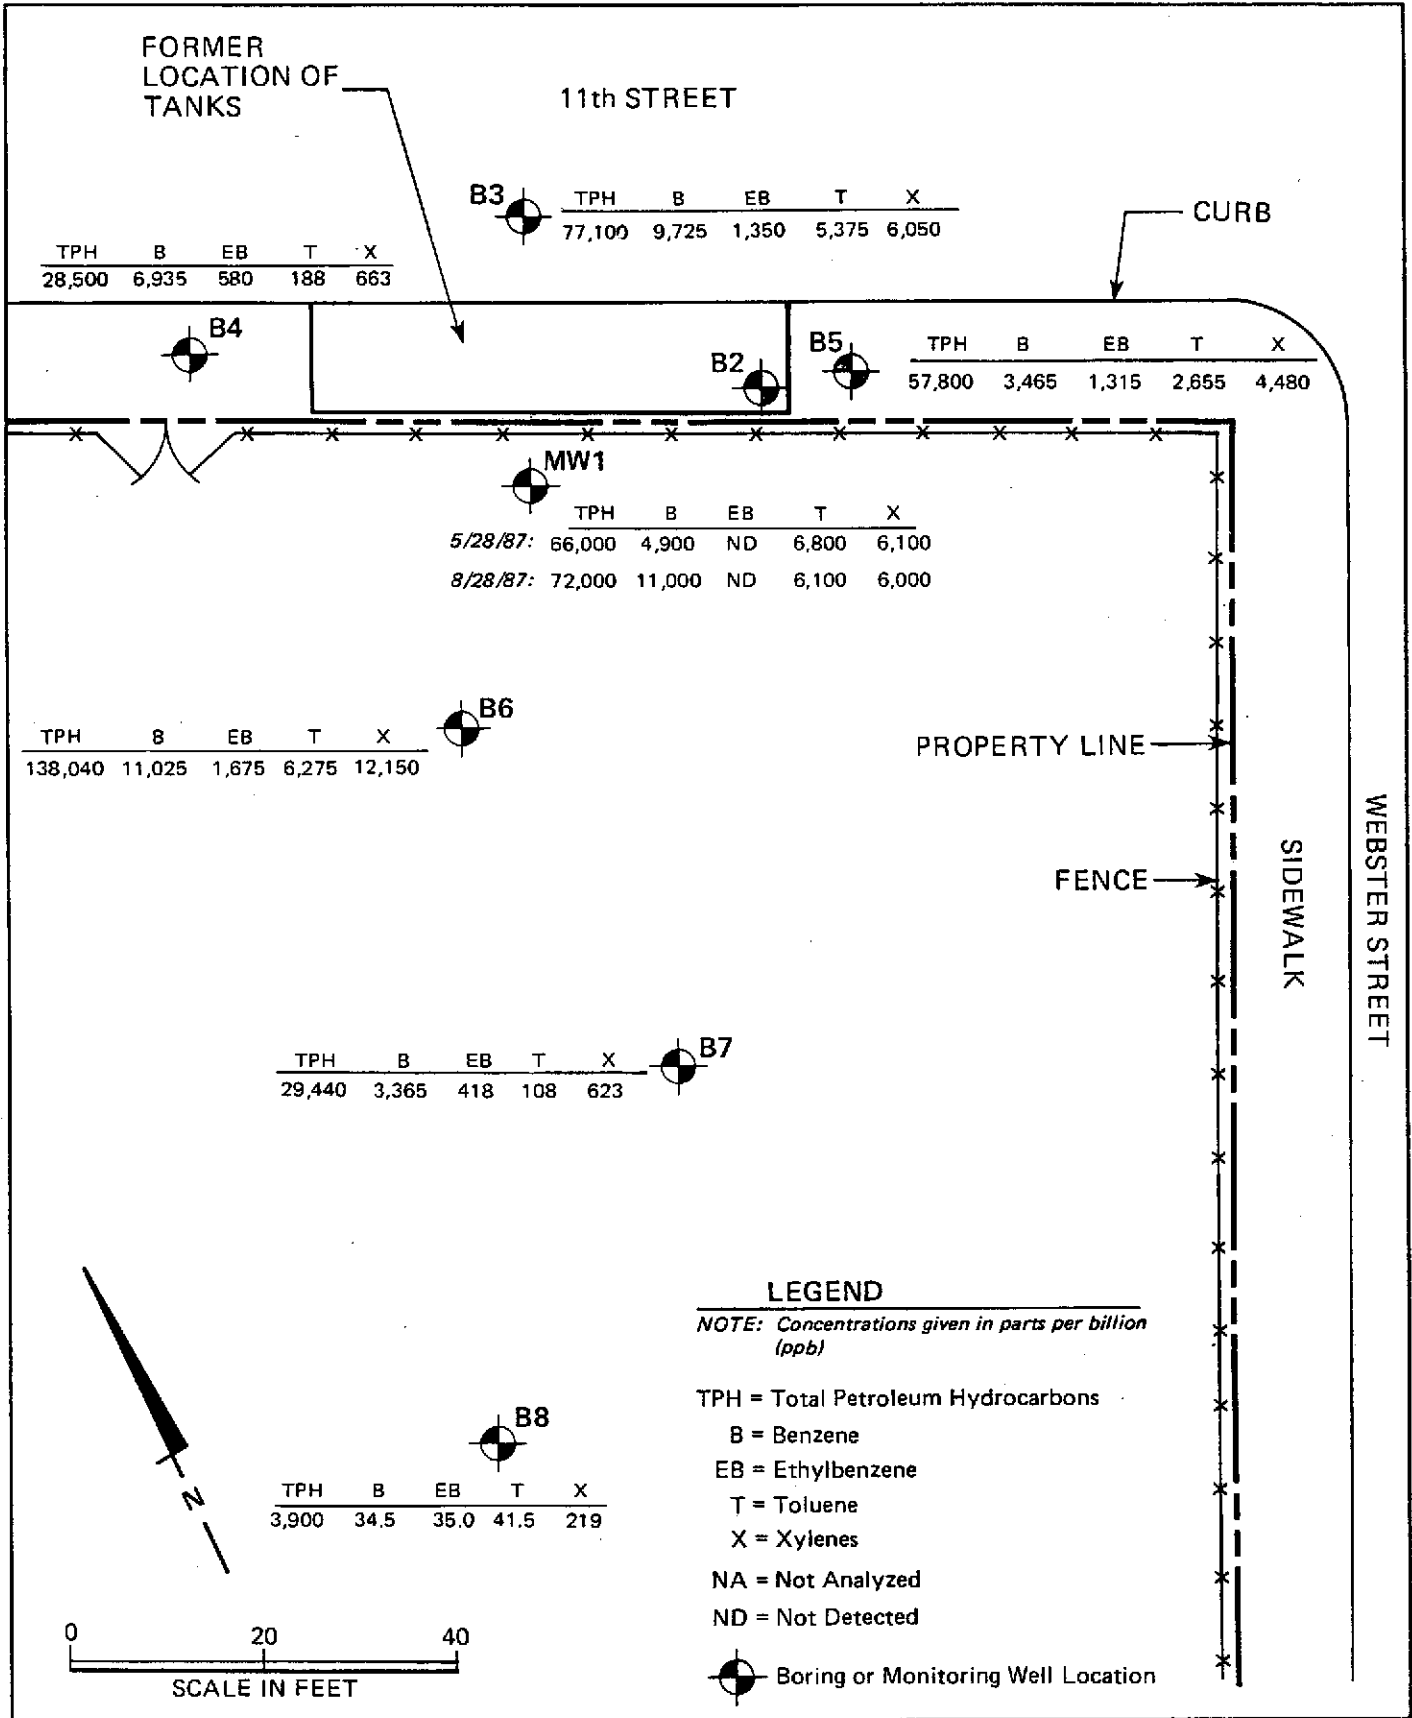 FORMER
LOCATION OF
TANKS
11th STREET
B3
TPH B EB T X
77,100 9,725 1,350 5,375 6,050
CURB
TPH B EB T X
28,500 6,935 580 188 663
B4
B2
B5
TPH B EB T X
57,800 3,465 1,315 2,655 4,480
MW1
TPH B EB T X
5/28/87: 66,000 4,900 ND 6,800 6,100
8/28/87: 72,000 11,000 ND 6,100 6,000
B6
TPH B EB T X
138,040 11,025 1,675 6,275 12,150
PROPERTY LINE
FENCE
SIDEWALK
WEBSTER STREET
B7
TPH B EB T X
29,440 3,365 418 108 623
B8
TPH B EB T X
3,900 34.5 35.0 41.5 219
N
0 20 40
SCALE IN FEET
LEGEND
NOTE: Concentrations given in parts per billion
(ppb)
TPH = Total Petroleum Hydrocarbons
B = Benzene
EB = Ethylbenzene
T = Toluene
X = Xylenes
NA = Not Analyzed
ND = Not Detected
Boring or Monitoring Well Location